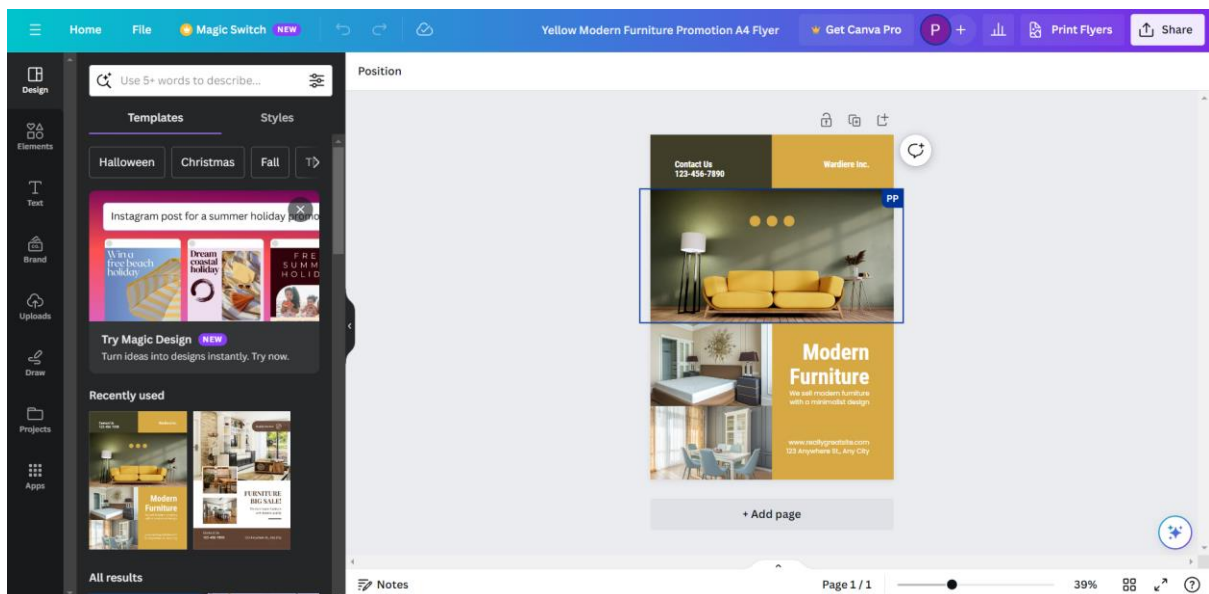 Home File Magic Switch NEW Yellow Modern Furniture Promotion A4 Flyer Get Canva Pro P + Print Flyers Share
Design
Elements
Text
Brand
Uploads
Draw
Projects
Apps
Use 5+ words to describe...
Templates Styles
Halloween Christmas Fall
Instagram post for a summer holiday promo
Win a
free beach
holiday
Dream
coastal
holiday
FRE
SUMM
HOLID
Try Magic Design NEW
Turn ideas into designs instantly. Try now.
Recently used
Modern
Furniture
FURNITURE
BIG SALE!
All results
Position
Contact Us
123-456-7890
Wardiere Inc.
PP
Modern
Furniture
We sell modern furniture
with a minimalist design
www.reallygreatsite.com
123 Anywhere St., Any City
+ Add page
Notes Page 1 / 1 39%